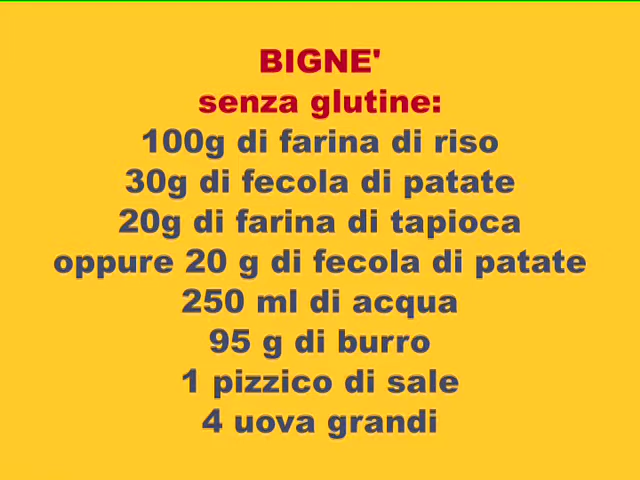 BIGNE'
senza glutine:
100g di farina di riso
30g di fecola di patate
20g di farina di tapioca
oppure 20 g di fecola di patate
250 ml di acqua
95 g di burro
1 pizzico di sale
4 uova grandi